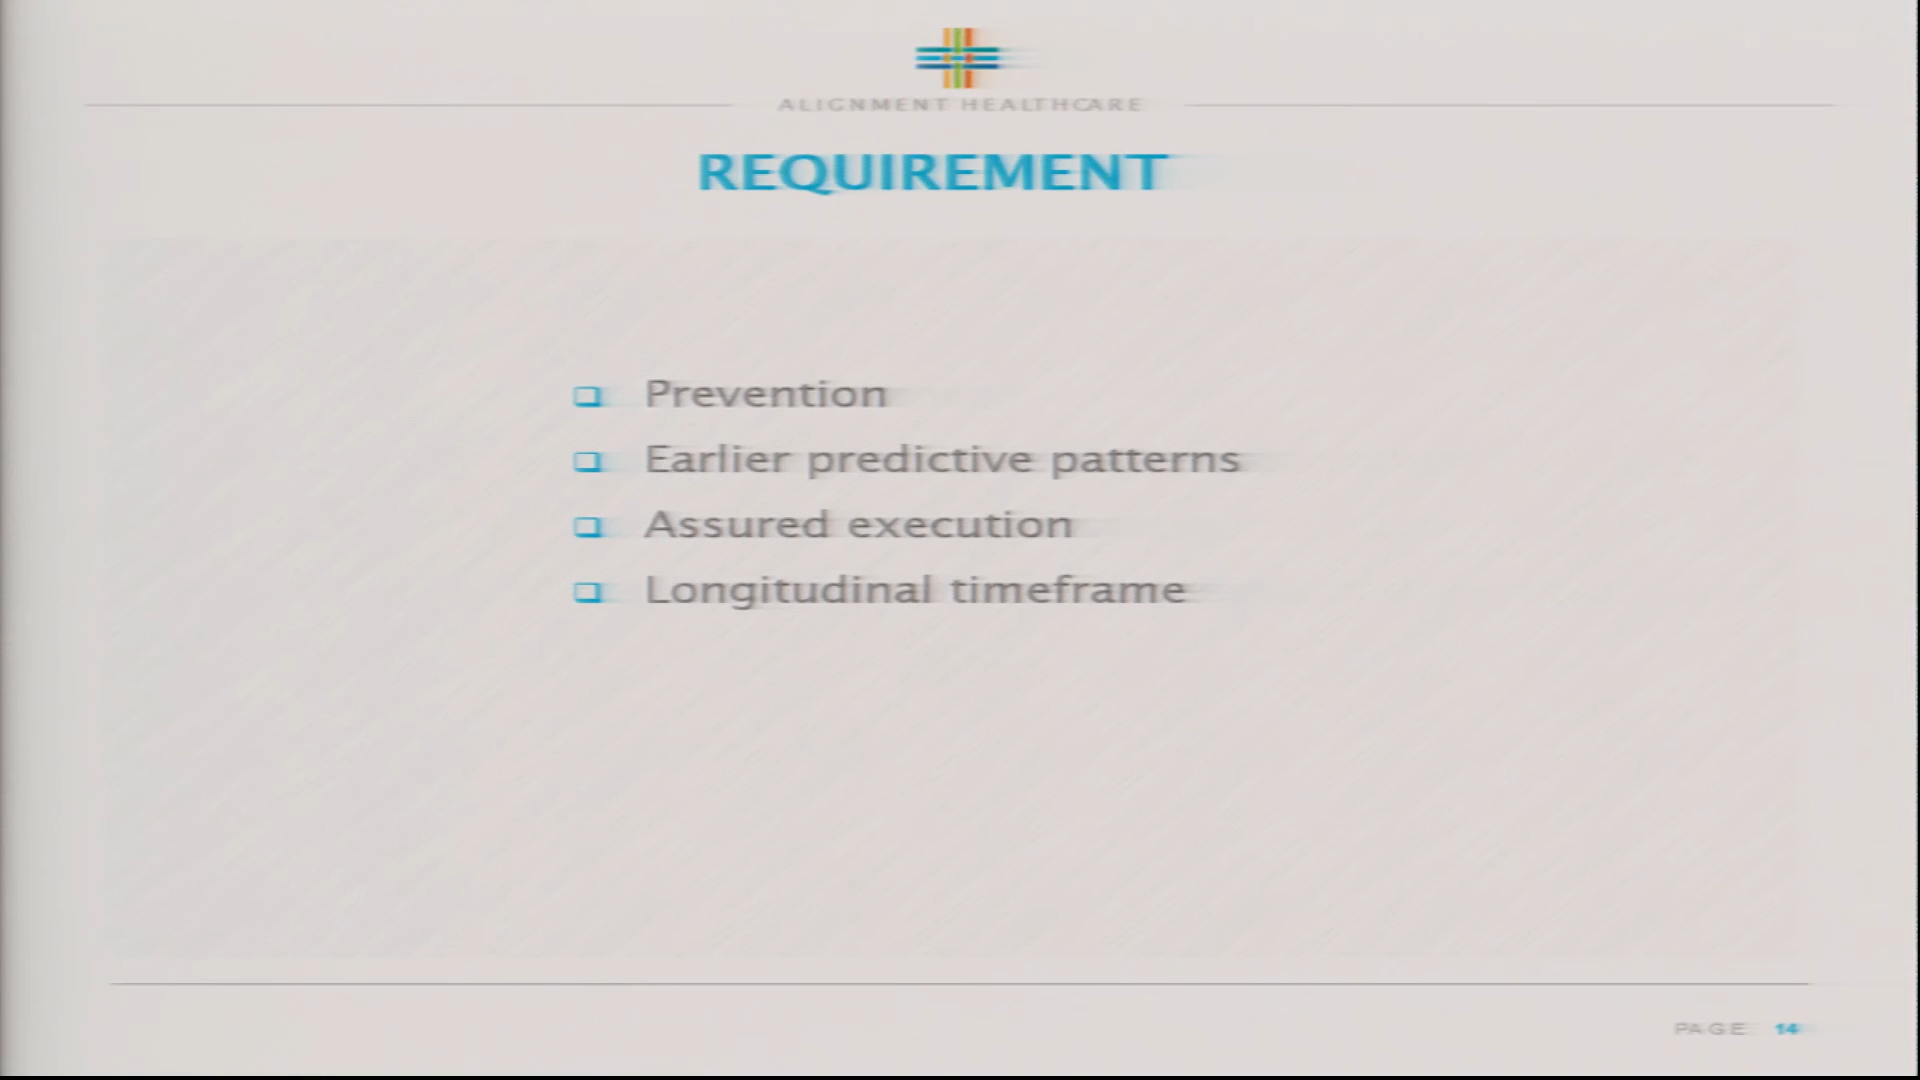 ALIGNMENT HEALTHCARE
REQUIREMENT
Prevention
Earlier predictive patterns
Assured execution
Longitudinal timeframe
PAGE 14